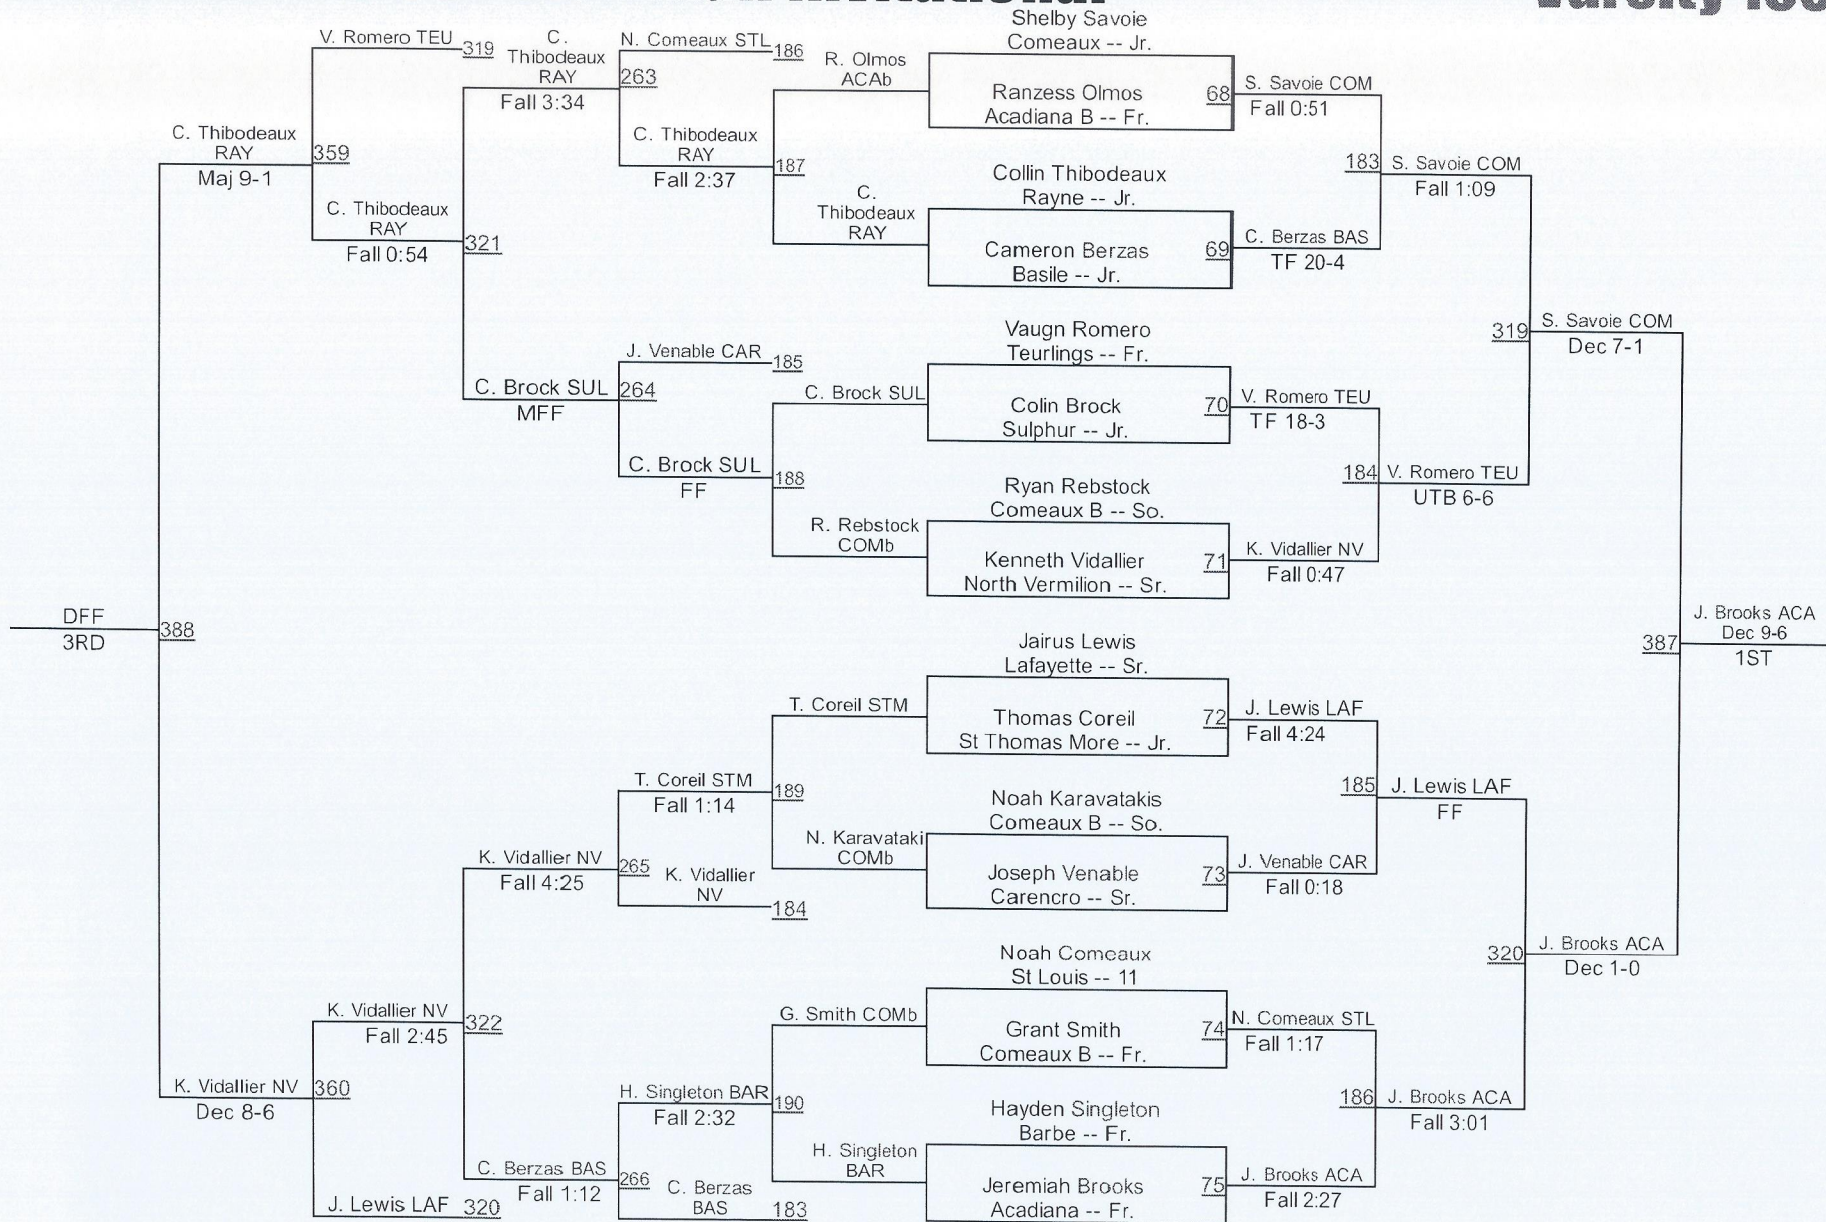 Shelby Savoie
Comeaux -- Jr.
V. Romero TEU
319
C.
Thibodeaux
RAY
263
Fall 3:34
N. Comeaux STL
186
R. Olmos
ACAb
Ranzess Olmos
Acadiana B -- Fr.
68
S. Savoie COM
Fall 0:51
C. Thibodeaux
RAY
359
Maj 9-1
C. Thibodeaux
RAY
187
Fall 2:37
Collin Thibodeaux
Rayne -- Jr.
183
S. Savoie COM
Fall 1:09
C. Thibodeaux
RAY
321
Fall 0:54
C.
Thibodeaux
RAY
Cameron Berzas
Basile -- Jr.
69
C. Berzas BAS
TF 20-4
Vaugn Romero
Teurlings -- Fr.
319
S. Savoie COM
Dec 7-1
J. Venable CAR
185
C. Brock SUL
264
MFF
C. Brock SUL
Colin Brock
Sulphur -- Jr.
70
V. Romero TEU
TF 18-3
C. Brock SUL
188
FF
Ryan Rebstock
Comeaux B -- So.
184
V. Romero TEU
UTB 6-6
R. Rebstock
COMb
Kenneth Vidallier
North Vermilion -- Sr.
71
K. Vidallier NV
Fall 0:47
DFF
388
3RD
Jairus Lewis
Lafayette -- Sr.
387
J. Brooks ACA
Dec 9-6
1ST
T. Coreil STM
Thomas Coreil
St Thomas More -- Jr.
72
J. Lewis LAF
Fall 4:24
T. Coreil STM
189
Fall 1:14
Noah Karavatakis
Comeaux B -- So.
185
J. Lewis LAF
FF
N. Karavataki
COMb
Joseph Venable
Carencro -- Sr.
73
J. Venable CAR
Fall 0:18
K. Vidallier NV
265
Fall 4:25
K. Vidallier
NV
184
Noah Comeaux
St Louis -- 11
320
J. Brooks ACA
Dec 1-0
K. Vidallier NV
322
Fall 2:45
G. Smith COMb
Grant Smith
Comeaux B -- Fr.
74
N. Comeaux STL
Fall 1:17
K. Vidallier NV
360
Dec 8-6
H. Singleton BAR
190
Fall 2:32
Hayden Singleton
Barbe -- Fr.
186
J. Brooks ACA
Fall 3:01
H. Singleton
BAR
Jeremiah Brooks
Acadiana -- Fr.
75
J. Brooks ACA
Fall 2:27
C. Berzas BAS
266
Fall 1:12
C. Berzas
BAS
183
J. Lewis LAF
320